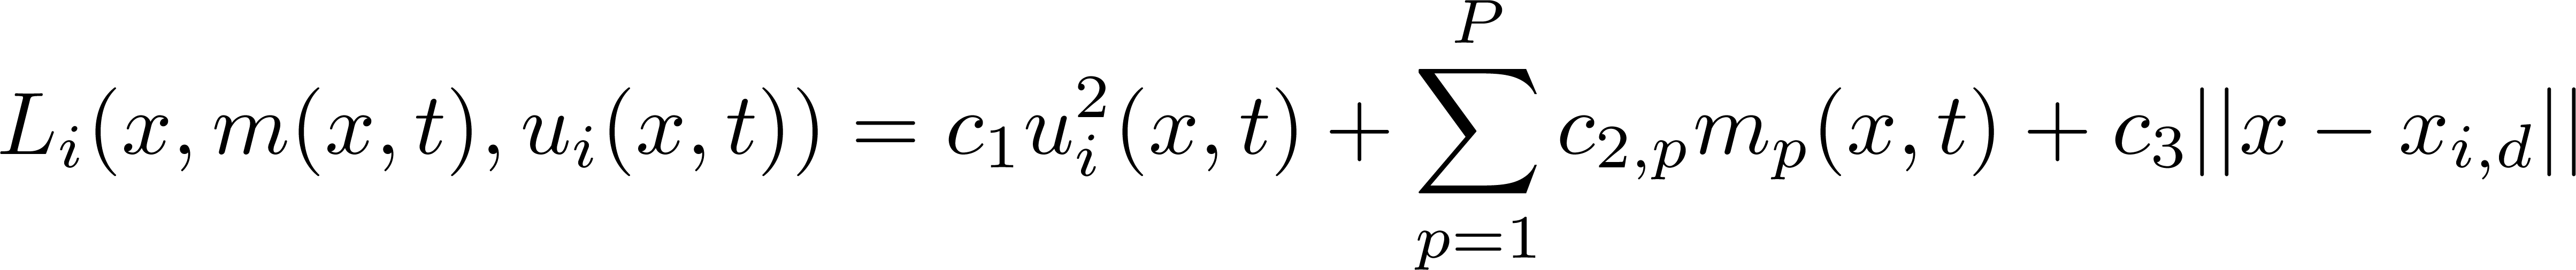 L_i(x, m(x, t), u_i(x, t)) = c_1 u_i^2(x, t) + \sum_{p=1}^{P} c_{2,p} m_p(x, t) + c_3 ||x − x_{i,d}||